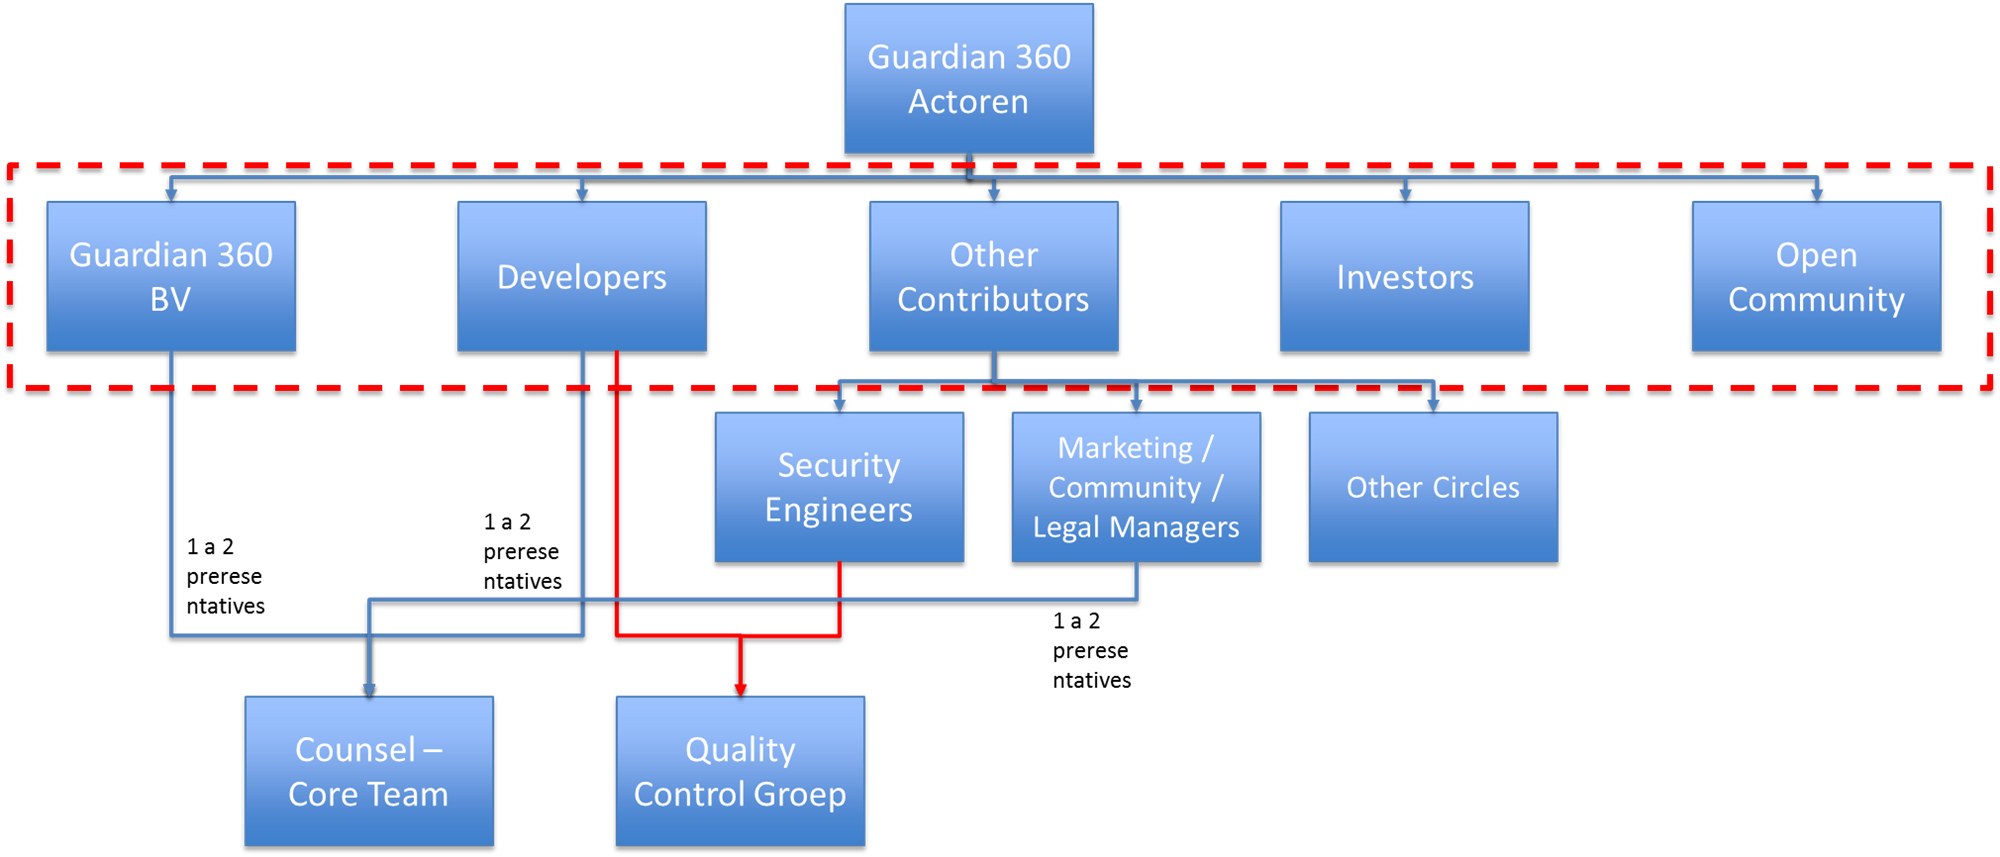 Guardian 360
Actoren
Guardian 360
BV
Developers
Other
Contributors
Investors
Open
Community
Security
Engineers
Marketing /
Community /
Legal Managers
Other Circles
1 a 2
prerese
ntatives
1 a 2
prerese
ntatives
1 a 2
prerese
ntatives
Counsel –
Core Team
Quality
Control Groep